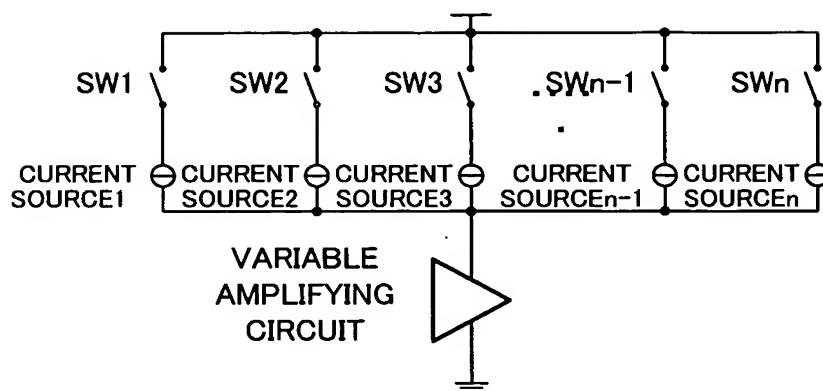 SW1 SW2 SW3 SWn-1 SWn
CURRENT CURRENT CURRENT CURRENT CURRENT
SOURCE1 SOURCE2 SOURCE3 SOURCEn-1 SOURCEn
VARIABLE
AMPLIFYING
CIRCUIT